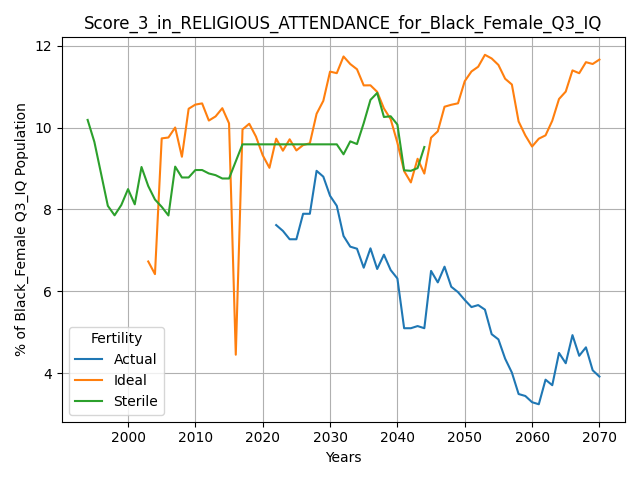 Score_3_in_RELIGIOUS_ATTENDANCE_for_Black_Female_Q3_IQ
% of Black_Female Q3_IQ Population
12
10
8
6
4
Fertility
Actual
Ideal
Sterile
2000 2010 2020 2030 2040 2050 2060 2070
Years